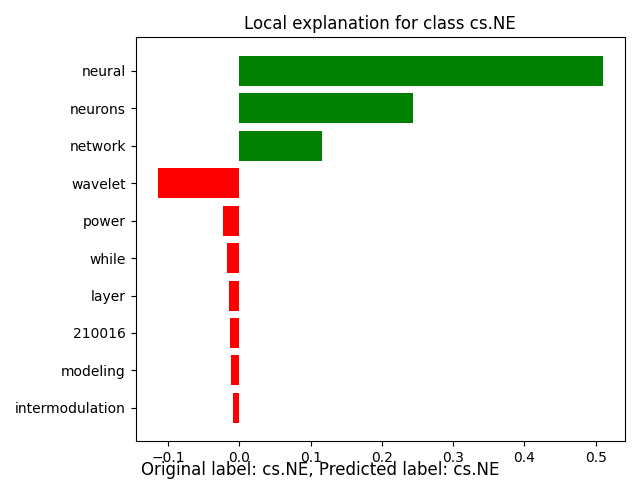 Local explanation for class cs.NE
neural
neurons
network
wavelet
power
while
layer
210016
modeling
intermodulation
−0.1 0.0 0.1 0.2 0.3 0.4 0.5
Original label: cs.NE, Predicted label: cs.NE